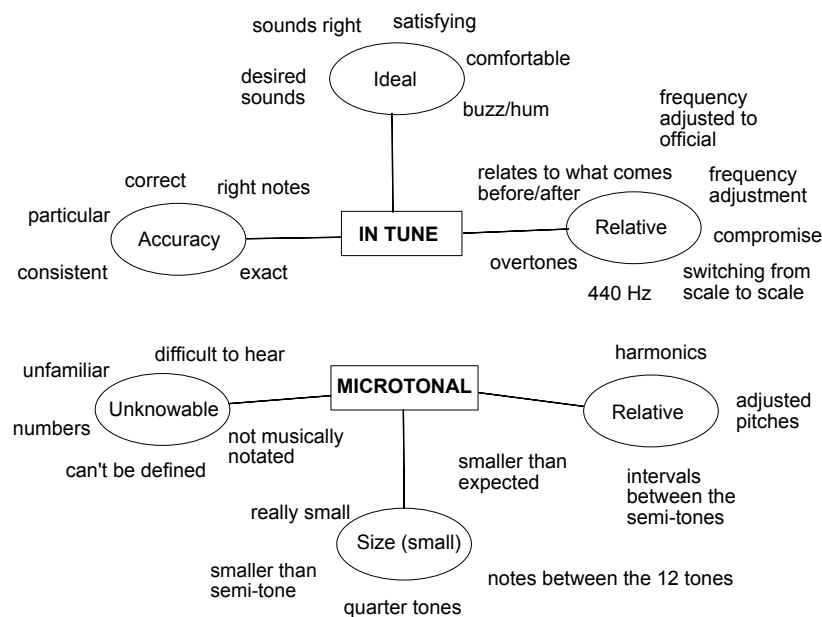 sounds right
satisfying
desired
sounds
Ideal
comfortable
buzz/hum
frequency
adjusted to
official
correct
right notes
relates to what comes
before/after
frequency
adjustment
particular
Accuracy
IN TUNE
Relative
compromise
consistent
exact
overtones
440 Hz
switching from
scale to scale
unfamiliar
difficult to hear
MICROTONAL
harmonics
numbers
Unknowable
Relative
adjusted
pitches
can't be defined
not musically
notated
smaller than
expected
intervals
between the
semi-tones
really small
Size (small)
smaller than
semi-tone
notes between the 12 tones
quarter tones